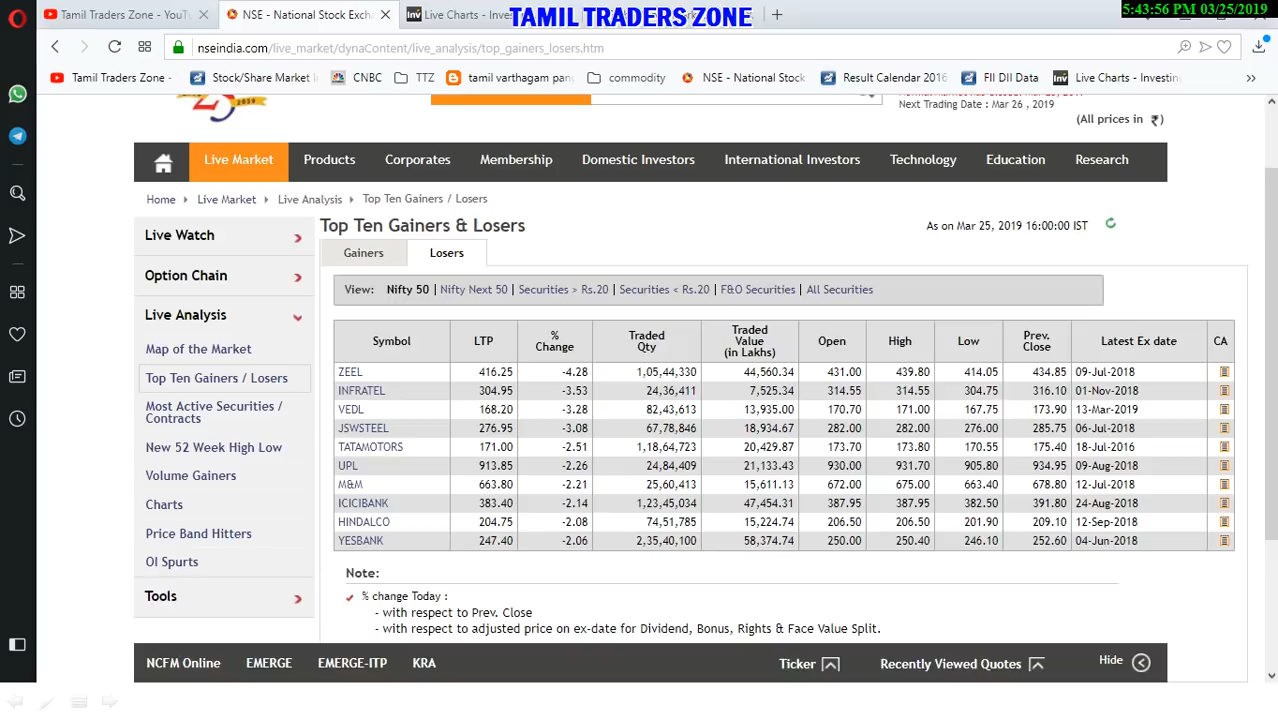 Tamil Traders Zone - YouT
NSE - National Stock Excha
Live Charts - Inves
TAMIL TRADERS ZONE
5:43:56 PM 03/25/2019
nseindia.com/live_market/dynaContent/live_analysis/top_gainers_losers.htm
Tamil Traders Zone -
Stock/Share Market I
CNBC
TTZ
tamil varthagam pan
commodity
NSE - National Stock
Result Calendar 2016
FII DII Data
Live Charts - Investing
Next Trading Date : Mar 26 , 2019
(All prices in ₹)
Live Market Products Corporates Membership Domestic Investors International Investors Technology Education Research
Home Live Market Live Analysis Top Ten Gainers / Losers
Live Watch
Option Chain
Live Analysis
Map of the Market
Top Ten Gainers / Losers
Most Active Securities /
Contracts
New 52 Week High Low
Volume Gainers
Charts
Price Band Hitters
OI Spurts
Tools
Top Ten Gainers & Losers
As on Mar 25, 2019 16:00:00 IST
Gainers Losers
View: Nifty 50 | Nifty Next 50 | Securities > Rs.20 | Securities < Rs.20 | F&O Securities | All Securities
Symbol LTP % Change Traded Qty Traded Value (in Lakhs) Open High Low Prev. Close Latest Ex date CA
ZEEL 416.25 -4.28 1,05,44,330 44,560.34 431.00 439.80 414.05 434.85 09-Jul-2018
INFRATEL 304.95 -3.53 24,36,411 7,525.34 314.55 314.55 304.75 316.10 01-Nov-2018
VEDL 168.20 -3.28 82,43,613 13,935.00 170.70 171.00 167.75 173.90 13-Mar-2019
JSWSTEEL 276.95 -3.08 67,78,846 18,934.67 282.00 282.00 276.00 285.75 06-Jul-2018
TATAMOTORS 171.00 -2.51 1,18,64,723 20,429.87 173.70 173.80 170.55 175.40 18-Jul-2016
UPL 913.85 -2.26 24,84,409 21,133.43 930.00 931.70 905.80 934.95 09-Aug-2018
M&M 663.80 -2.21 25,60,413 15,611.13 672.00 675.00 663.40 678.80 12-Jul-2018
ICICIBANK 383.40 -2.14 1,23,45,034 47,454.31 387.95 387.95 382.50 391.80 24-Aug-2018
HINDALCO 204.75 -2.08 74,51,785 15,224.74 206.50 206.50 201.90 209.10 12-Sep-2018
YESBANK 247.40 -2.06 2,35,40,100 58,374.74 250.00 250.40 246.10 252.60 04-Jun-2018
Note:
% change Today :
- with respect to Prev. Close
- with respect to adjusted price on ex-date for Dividend, Bonus, Rights & Face Value Split.
NCFM Online EMERGE EMERGE-ITP KRA Ticker Recently Viewed Quotes Hide